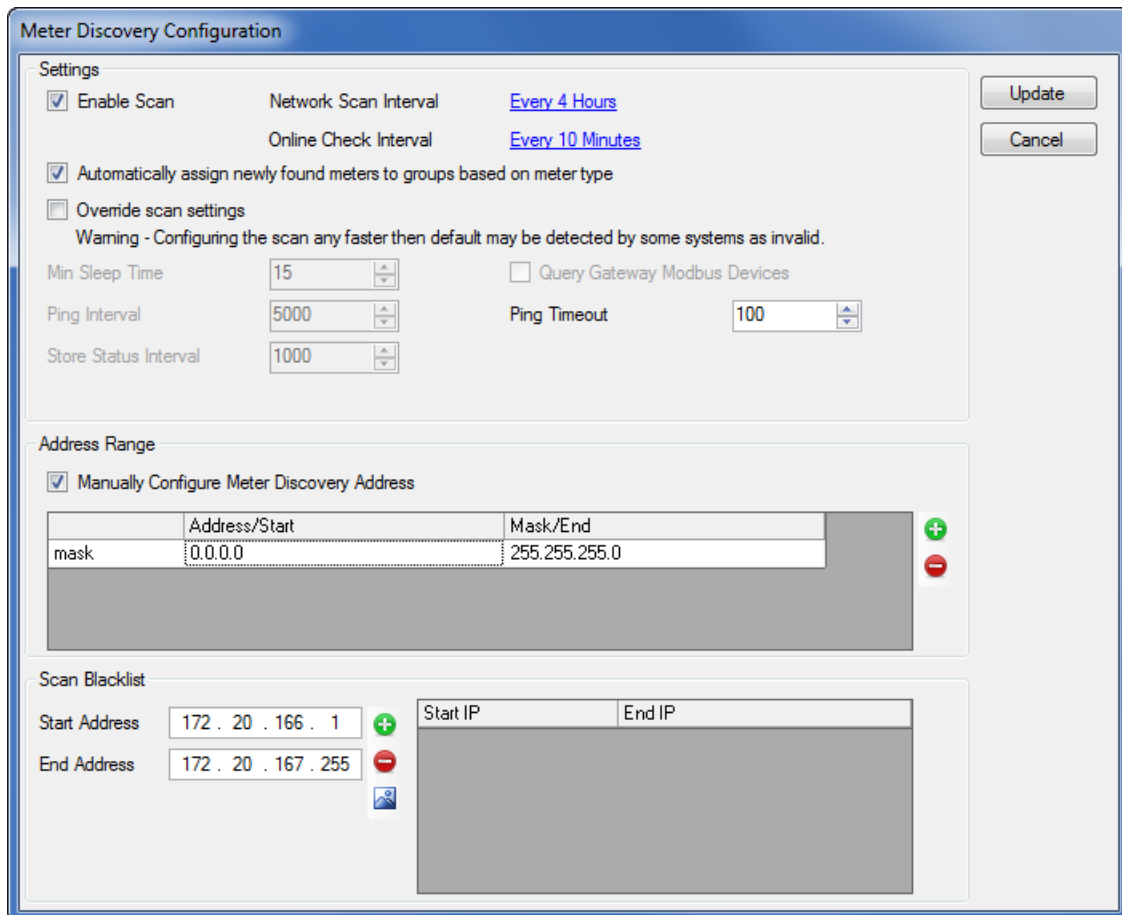 Meter Discovery Configuration
Settings
Enable Scan Network Scan Interval Every 4 Hours
Update
Online Check Interval Every 10 Minutes
Cancel
Automatically assign newly found meters to groups based on meter type
Override scan settings
Warning - Configuring the scan any faster then default may be detected by some systems as invalid.
Min Sleep Time 15 Query Gateway Modbus Devices
Ping Interval 5000 Ping Timeout 100
Store Status Interval 1000
Address Range
Manually Configure Meter Discovery Address
Address/Start Mask/End
mask 0.0.0.0 255.255.255.0
Scan Blacklist
Start Address 172 . 20 . 166 . 1
End Address 172 . 20 . 167 . 255
Start IP End IP